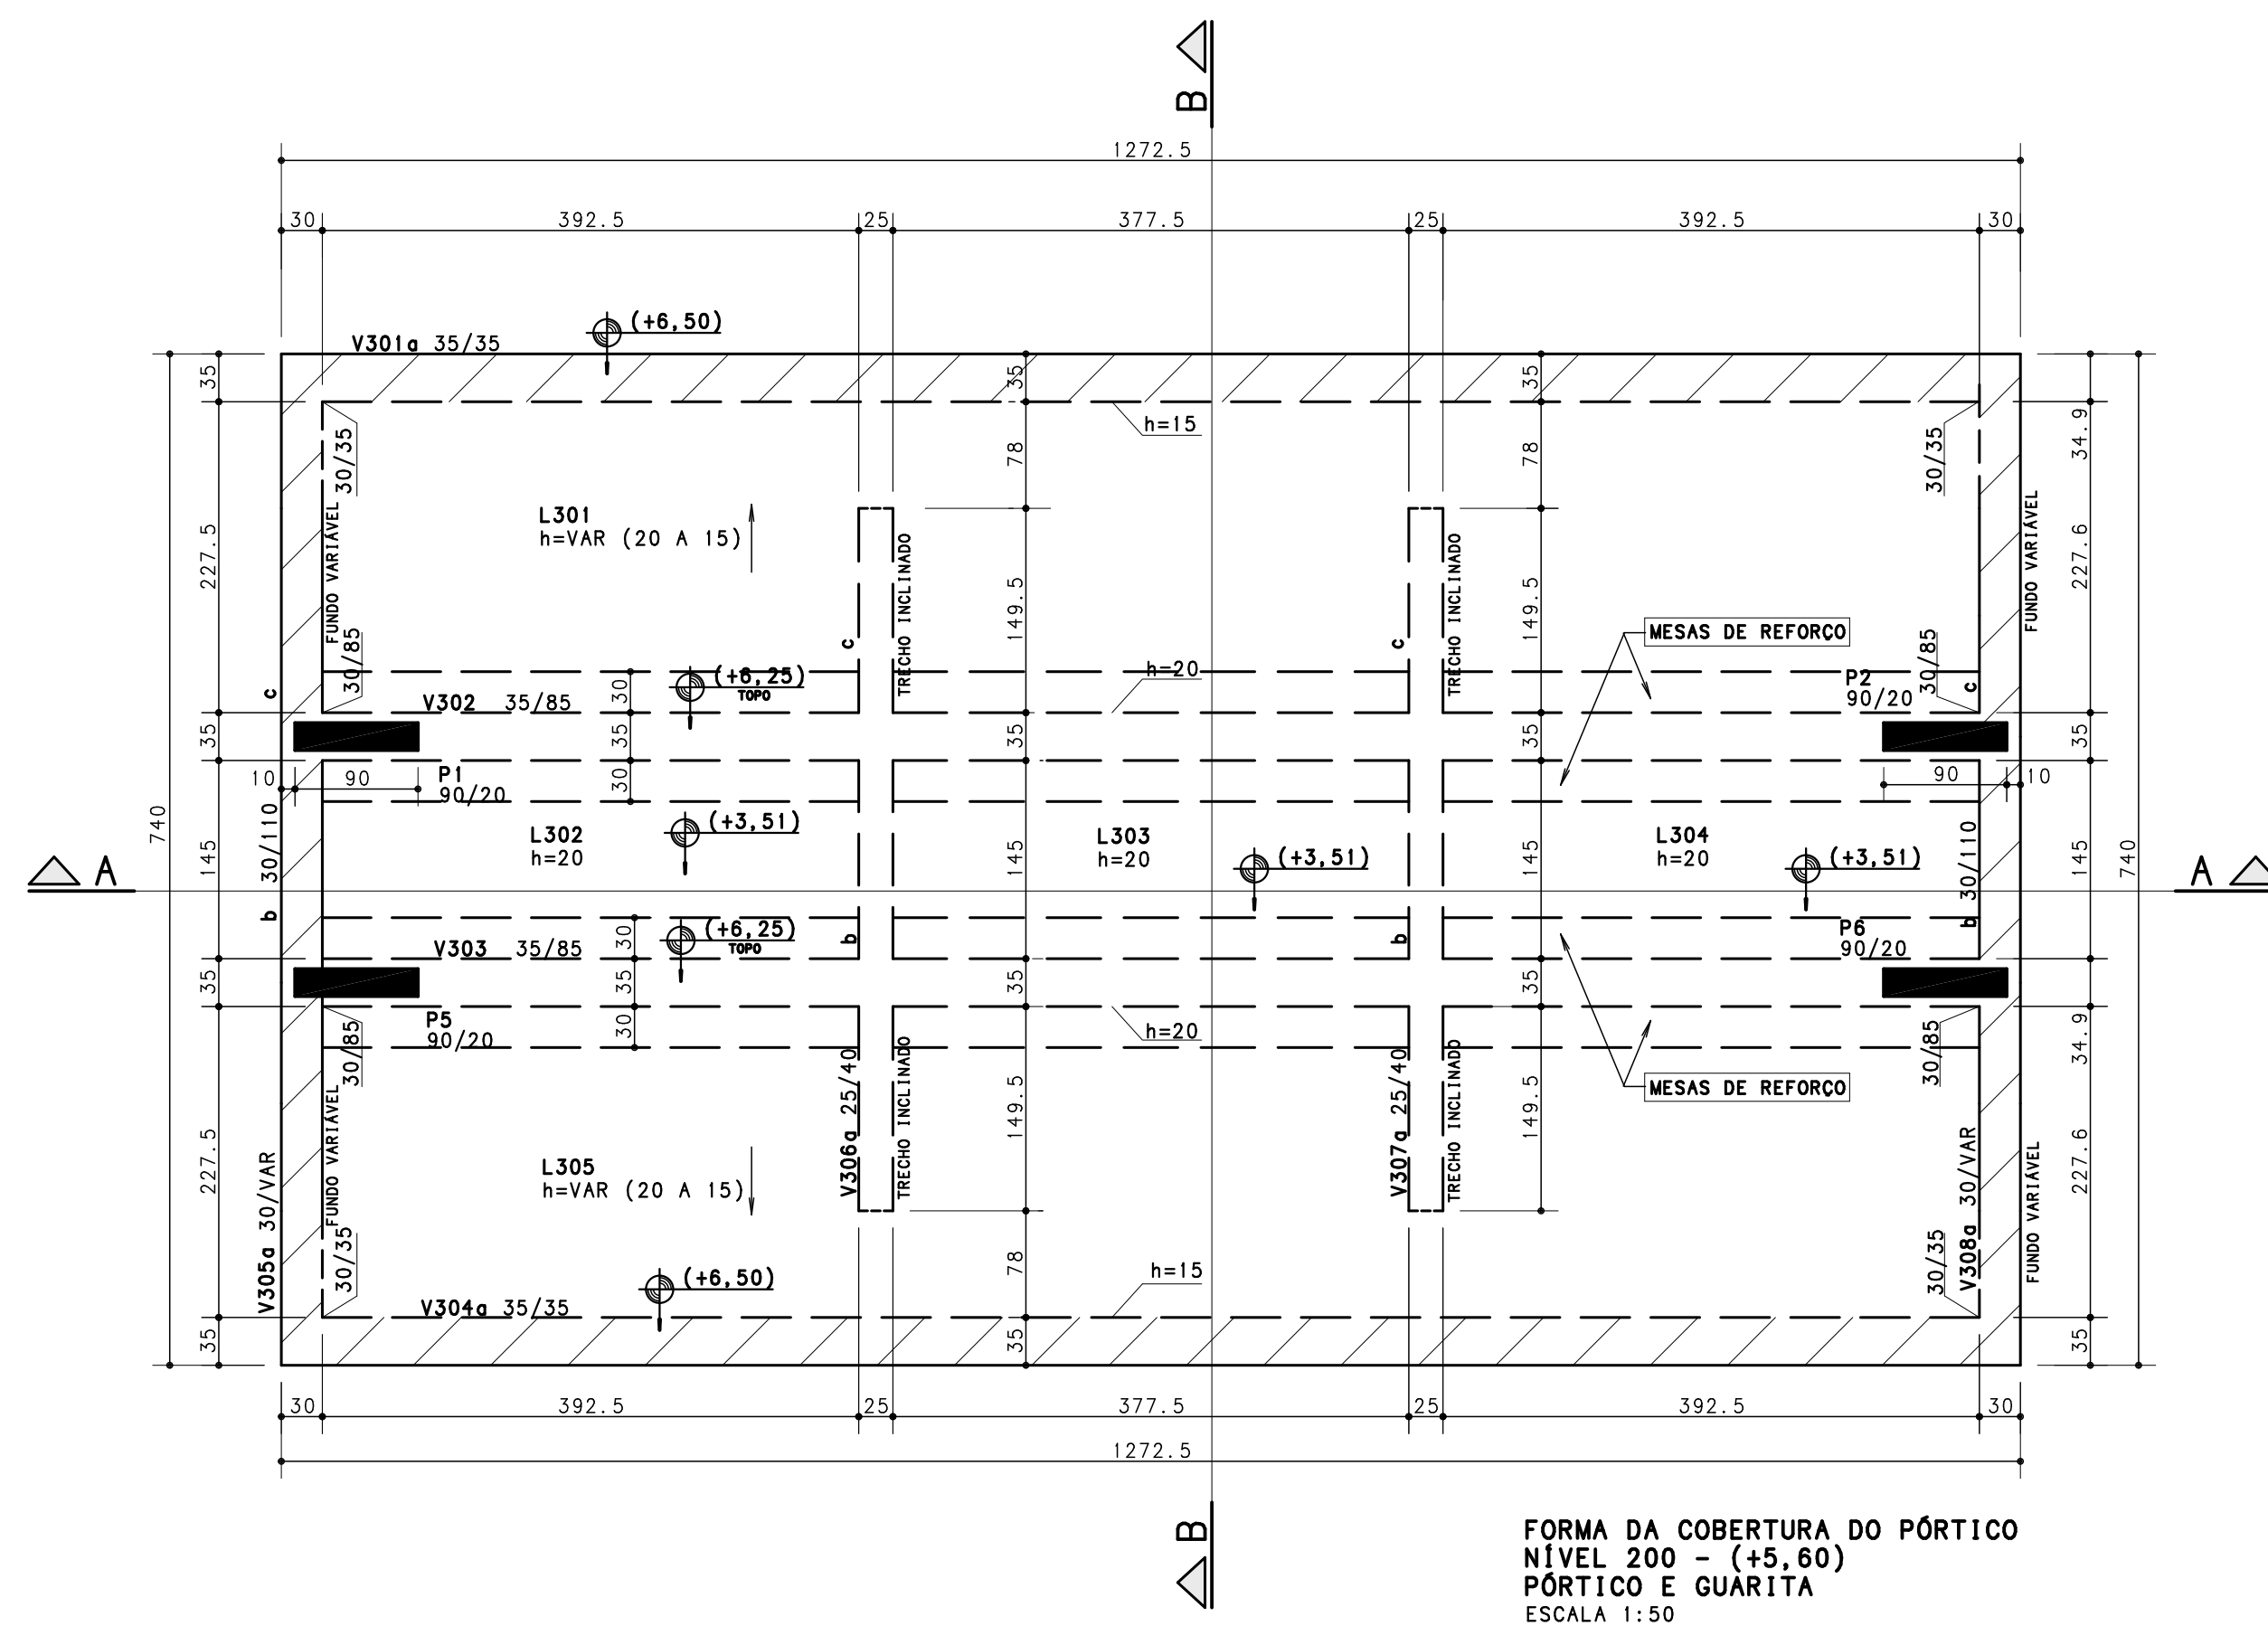 B
1272.5
30
392.5
25
377.5
25
392.5
30
V301a 35/35
(+6,50)
35
35
35
34.9
h=15
30/35
30/35
78
78
227.5
FUNDO VARIÁVEL
L301
h=VAR (20 A 15)
TRECHO INCLINADO
149.5
TRECHO INCLINADO
149.5
227.6
FUNDO VARIÁVEL
c
c
c
c
MESAS DE REFORÇO
30/85
30/85
(+6,25)
TOPO
h=20
P2
90/20
V302 35/85
30
35
30
35
35
35
35
10
90
P1
90/20
90
10
740
145
30/110
b
L302
h=20
(+3,51)
145
L303
h=20
(+3,51)
145
L304
h=20
(+3,51)
30/110
b
145
740
A
A
(+6,25)
TOPO
b
b
P6
90/20
V303 35/85
30
35
30
35
35
35
35
P5
90/20
30/85
30/85
34.9
h=20
MESAS DE REFORÇO
227.5
V305a 30/VAR
FUNDO VARIÁVEL
L305
h=VAR (20 A 15)
V306a 25/40
TRECHO INCLINADO
149.5
V307a 25/40
TRECHO INCLINADO
149.5
V308a 30/VAR
227.6
FUNDO VARIÁVEL
30/35
30/35
(+6,50)
78
h=15
V304a 35/35
35
35
35
30
392.5
25
377.5
25
392.5
30
1272.5
B
FORMA DA COBERTURA DO PÓRTICO
NÍVEL 200 - (+5,60)
PÓRTICO E GUARITA
ESCALA 1:50